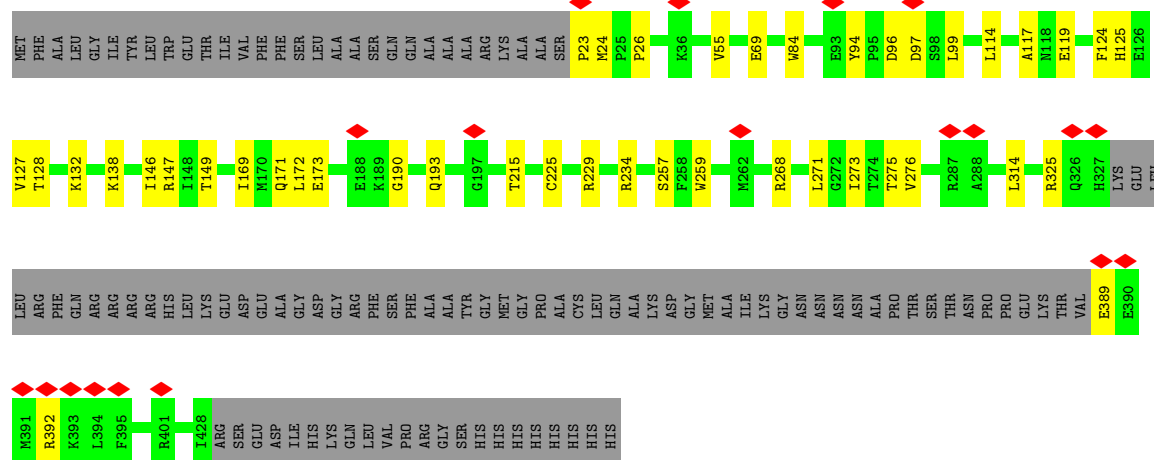 MET PHE ALA LEU GLY ILE TYR LEU TRP GLU THR ILE VAL PHE PHE SER LEU ALA ALA SER GLN GLN ALA ALA ALA ARG LYS ALA ALA SER P23 M24 P25 P26 K36 V55 E69 W84 E93 Y94 P95 D96 D97 S98 L99 L114 A117 N118 E119 F124 H125 E126
V127 T128 K132 K138 I146 R147 I148 T149 I169 M170 Q171 L172 E173 E188 K189 G190 Q193 G197 T215 C225 R229 R234 S257 F258 W259 M262 R268 L271 G272 I273 T274 T275 V276 R287 A288 L314 R325 Q326 H327 LYS GLU LEU
LEU ARG PHE GLN ARG ARG ARG ARG HIS LEU LYS GLU ASP GLU ALA GLY ASP GLY ARG PHE SER PHE ALA ALA TYR GLY MET GLY PRO ALA CYS LEU GLN ALA LYS ASP GLY MET ALA ILE LYS GLY ASN ASN ASN ASN ALA PRO THR SER THR ASN PRO PRO GLU LYS THR VAL E389 E390
M391 R392 K393 L394 F395 R401 I428 ARG SER GLU ASP ILE HIS LYS GLN LEU VAL PRO ARG GLY SER HIS HIS HIS HIS HIS HIS HIS HIS